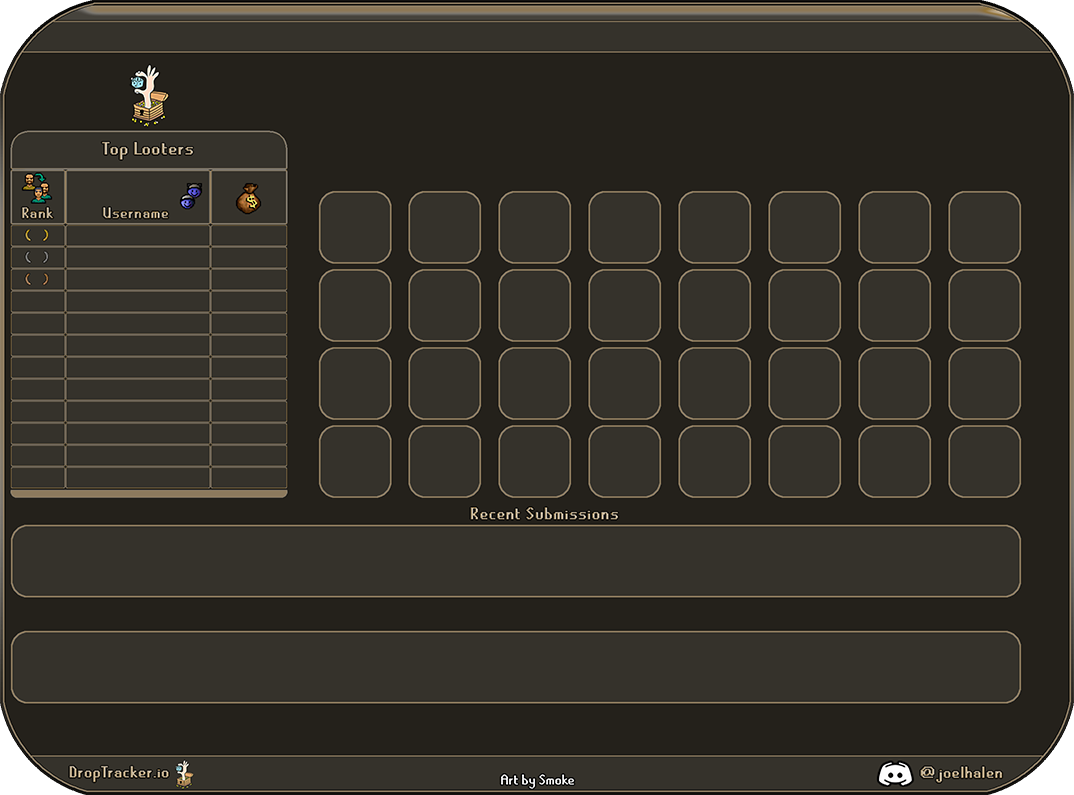 Top Looters
Rank
Username
( )
( )
( )
Recent Submissions
DropTracker.io
Art by Smoke
@joelhalen